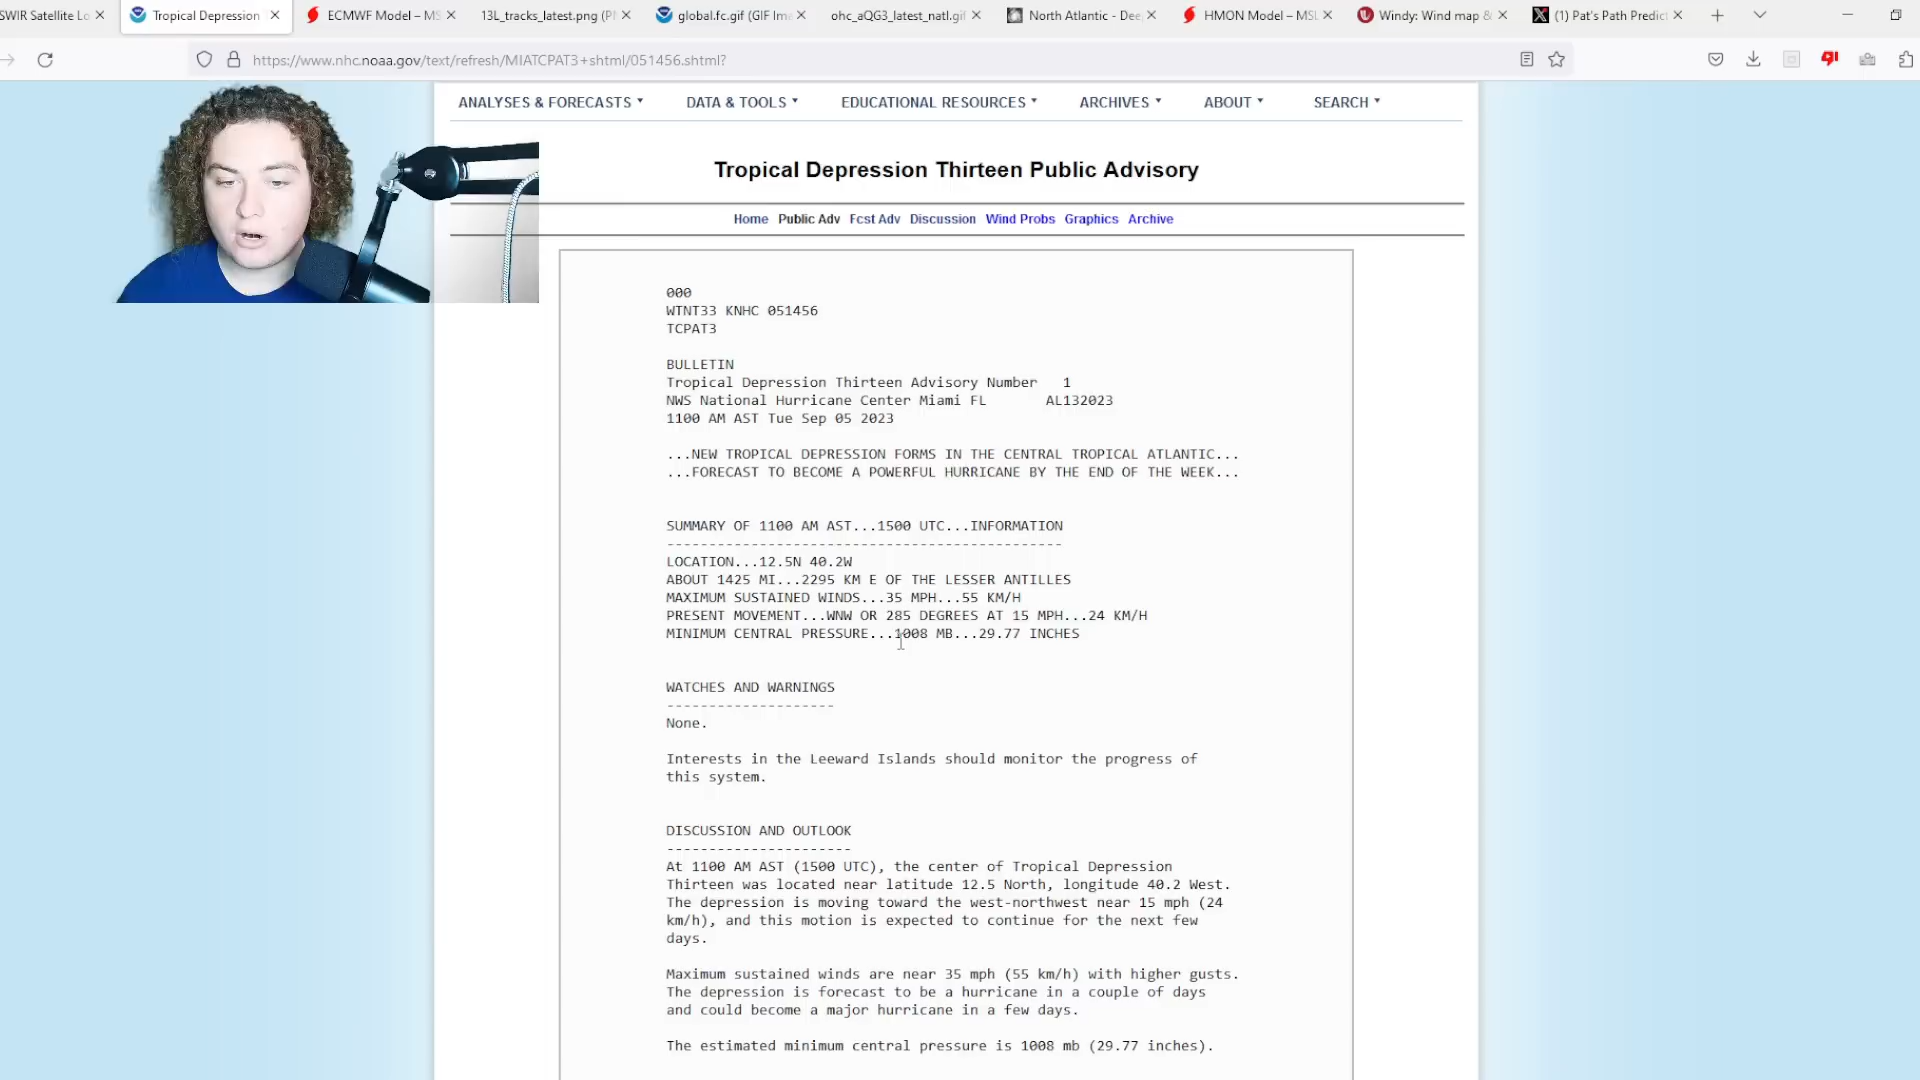 SWIR Satellite Lo
Tropical Depression
ECMWF Model – MS
13L_tracks_latest.png (P
global.fc.gif (GIF Im
ohc_aQG3_latest_natl.gif
North Atlantic - Dee
HMON Model – MSL
Windy: Wind map &
(1) Pat's Path Predic
https://www.nhc.noaa.gov/text/refresh/MIATCPAT3+shtml/051456.shtml?
ANALYSES & FORECASTS DATA & TOOLS EDUCATIONAL RESOURCES ARCHIVES ABOUT SEARCH
Tropical Depression Thirteen Public Advisory
Home Public Adv Fcst Adv Discussion Wind Probs Graphics Archive
000
WTNT33 KNHC 051456
TCPAT3
BULLETIN
Tropical Depression Thirteen Advisory Number 1
NWS National Hurricane Center Miami FL AL132023
1100 AM AST Tue Sep 05 2023
...NEW TROPICAL DEPRESSION FORMS IN THE CENTRAL TROPICAL ATLANTIC...
...FORECAST TO BECOME A POWERFUL HURRICANE BY THE END OF THE WEEK...
SUMMARY OF 1100 AM AST...1500 UTC...INFORMATION
-----------------------------------------------
LOCATION...12.5N 40.2W
ABOUT 1425 MI...2295 KM E OF THE LESSER ANTILLES
MAXIMUM SUSTAINED WINDS...35 MPH...55 KM/H
PRESENT MOVEMENT...WNW OR 285 DEGREES AT 15 MPH...24 KM/H
MINIMUM CENTRAL PRESSURE...1008 MB...29.77 INCHES
WATCHES AND WARNINGS
--------------------
None.
Interests in the Leeward Islands should monitor the progress of
this system.
DISCUSSION AND OUTLOOK
----------------------
At 1100 AM AST (1500 UTC), the center of Tropical Depression
Thirteen was located near latitude 12.5 North, longitude 40.2 West.
The depression is moving toward the west-northwest near 15 mph (24
km/h), and this motion is expected to continue for the next few
days.
Maximum sustained winds are near 35 mph (55 km/h) with higher gusts.
The depression is forecast to be a hurricane in a couple of days
and could become a major hurricane in a few days.
The estimated minimum central pressure is 1008 mb (29.77 inches).